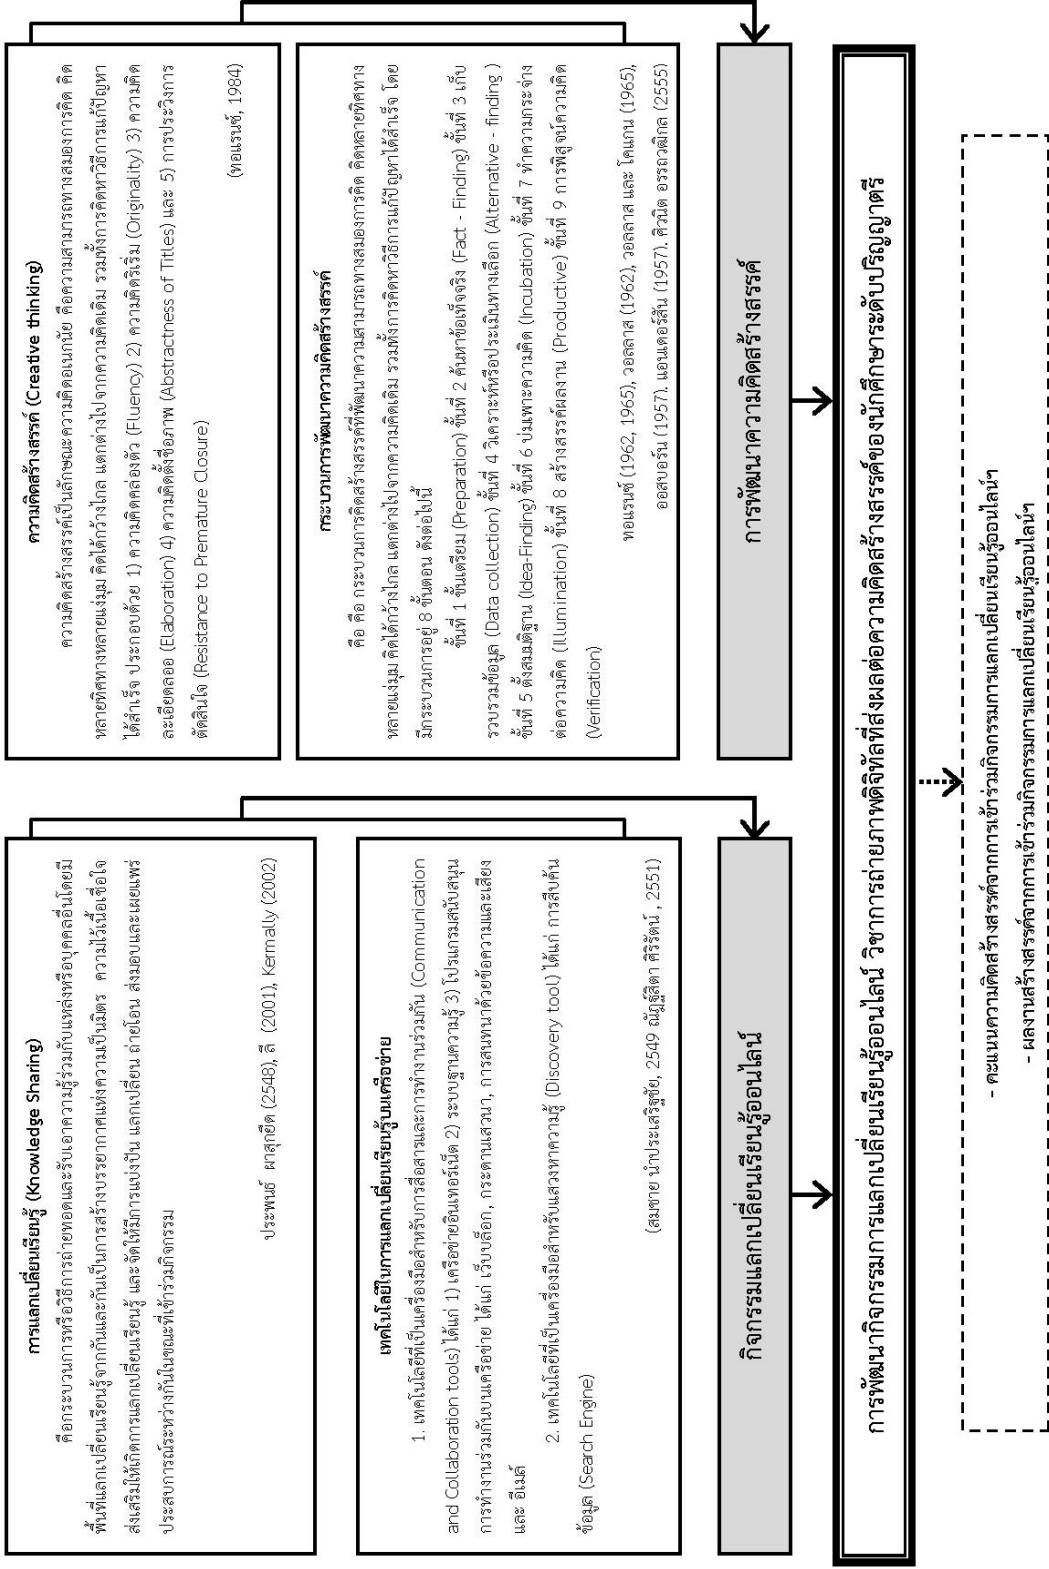 การแลกเปลี่ยนเรียนรู้ (Knowledge Sharing)
คือกระบวนการหรือวิธีการถ่ายทอดและรับเอาความรู้ร่วมกับแหล่งหรือบุคคลอื่นโดยมี
พื้นที่แลกเปลี่ยนเรียนรู้จากกันและกันเป็นการสร้างบรรยากาศแห่งความเป็นมิตร ความไว้เนื้อเชื่อใจ
ส่งเสริมให้เกิดการแลกเปลี่ยนเรียนรู้ และจัดให้มีการแบ่งปัน แลกเปลี่ยน ถ่ายโอน ส่งมอบและเผยแพร่
ประสบการณ์ระหว่างกันในขณะที่เข้าร่วมกิจกรรม
ประพนธ์ ผาสุกยืด (2548), ลี (2001), Kermally (2002)
เทคโนโลยีในการแลกเปลี่ยนเรียนรู้บนเครือข่าย
1. เทคโนโลยีที่เป็นเครื่องมือสำหรับการสื่อสารและการทำงานร่วมกัน (Communication
and Collaboration tools) ได้แก่ 1) เครือข่ายอินเทอร์เน็ต 2) ระบบฐานความรู้ 3) โปรแกรมสนับสนุน
การทำงานร่วมกันบนเครือข่าย ได้แก่ เว็บบล็อก, กระดานเสวนา, การสนทนาด้วยข้อความและเสียง
และ อีเมล์
2. เทคโนโลยีที่เป็นเครื่องมือสำหรับแสวงหาความรู้ (Discovery tool) ได้แก่ การสืบค้น
ข้อมูล (Search Engine)
(สมชาย นำประเสริฐชัย, 2549 ณัฏฐ์สิตา ศิริรัตน์ , 2551)
กิจกรรมแลกเปลี่ยนเรียนรู้ออนไลน์
ความคิดสร้างสรรค์ (Creative thinking)
ความคิดสร้างสรรค์เป็นลักษณะความคิดอเนกนัย คือความสามารถทางสมองการคิด คิด
หลายทิศทางหลายแง่มุม คิดได้กว้างไกล แตกต่างไปจากความคิดเดิม รวมทั้งการคิดหาวิธีการแก้ปัญหา
ได้สำเร็จ ประกอบด้วย 1) ความคิดคล่องตัว (Fluency) 2) ความคิดริเริ่ม (Originality) 3) ความคิด
ละเอียดลออ (Elaboration) 4) ความคิดตั้งชื่อภาพ (Abstractness of Titles) และ 5) การประวิงการ
ตัดสินใจ (Resistance to Premature Closure)
(ทอแรนซ์, 1984)
กระบวนการพัฒนาความคิดสร้างสรรค์
คือ คือ กระบวนการคิดสร้างสรรค์ที่พัฒนาความสามารถทางสมองการคิด คิดหลายทิศทาง
หลายแง่มุม คิดได้กว้างไกล แตกต่างไปจากความคิดเดิม รวมทั้งการคิดหาวิธีการแก้ปัญหาได้สำเร็จ โดย
มีกระบวนการอยู่ 8 ขั้นตอน ดังต่อไปนี้
ขั้นที่ 1 ขั้นเตรียม (Preparation) ขั้นที่ 2 ค้นหาข้อเท็จจริง (Fact - Finding) ขั้นที่ 3 เก็บ
รวบรวมข้อมูล (Data collection) ขั้นที่ 4 วิเคราะห์หรือประเมินทางเลือก (Alternative - finding )
ขั้นที่ 5 ตั้งสมมติฐาน (Idea-Finding) ขั้นที่ 6 บ่มเพาะความคิด (Incubation) ขั้นที่ 7 ทำความกระจ่าง
ต่อความคิด (Illumination) ขั้นที่ 8 สร้างสรรค์ผลงาน (Productive) ขั้นที่ 9 การพิสูจน์ความคิด
(Verification)
ทอแรนซ์ (1962, 1965), วอลลาส (1962), วอลลาส และ โคแกน (1965),
ออสบอร์น (1957). แอนเดอร์สัน (1957). ศิวนิต อรรถวุฒิกุล (2555)
การพัฒนาความคิดสร้างสรรค์
การพัฒนากิจกรรมการแลกเปลี่ยนเรียนรู้ออนไลน์ วิชาการถ่ายภาพดิจิทัลที่ส่งผลต่อความคิดสร้างสรรค์ของนักศึกษาระดับปริญญาตรี
- คะแนนความคิดสร้างสรรค์จากการเข้าร่วมกิจกรรมการแลกเปลี่ยนเรียนรู้ออนไลน์ฯ
- ผลงานสร้างสรรค์จากการเข้าร่วมกิจกรรมการแลกเปลี่ยนเรียนรู้ออนไลน์ฯ